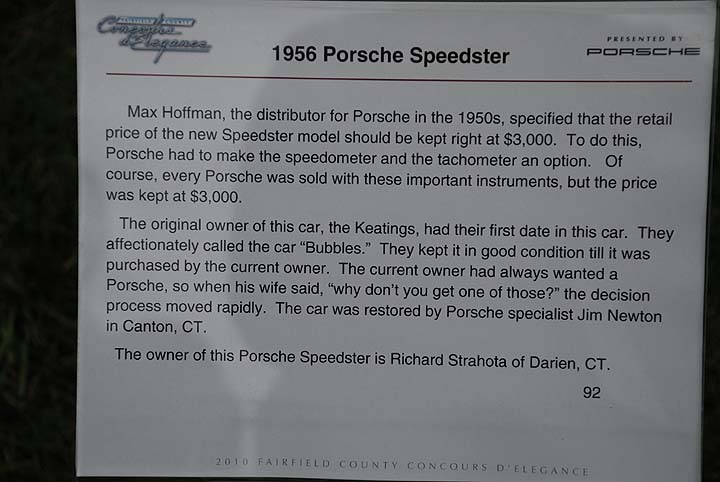 FAIRFIELD COUNTY
Concours
d'Elegance
1956 Porsche Speedster
PRESENTED BY
PORSCHE
Max Hoffman, the distributor for Porsche in the 1950s, specified that the retail
price of the new Speedster model should be kept right at $3,000. To do this,
Porsche had to make the speedometer and the tachometer an option. Of
course, every Porsche was sold with these important instruments, but the price
was kept at $3,000.
The original owner of this car, the Keatings, had their first date in this car. They
affectionately called the car “Bubbles.” They kept it in good condition till it was
purchased by the current owner. The current owner had always wanted a
Porsche, so when his wife said, “why don't you get one of those?” the decision
process moved rapidly. The car was restored by Porsche specialist Jim Newton
in Canton, CT.
The owner of this Porsche Speedster is Richard Strahota of Darien, CT.
92
2010 FAIRFIELD COUNTY CONCOURS D'ELEGANCE